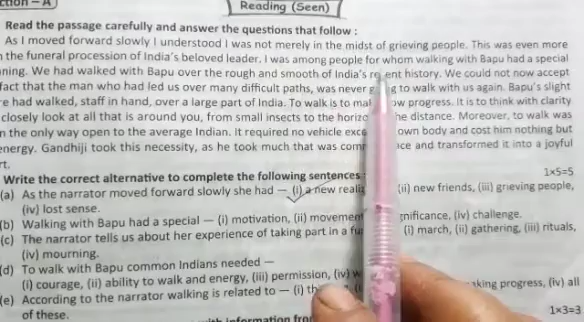 ction – A
Reading (Seen)
Read the passage carefully and answer the questions that follow :
As I moved forward slowly I understood I was not merely in the midst of grieving people. This was even more
the funeral procession of India's beloved leader. I was among people for whom walking with Bapu had a special
ning. We had walked with Bapu over the rough and smooth of India's recent history. We could not now accept
fact that the man who had led us over many difficult paths, was never g ng to walk with us again. Bapu's slight
re had walked, staff in hand, over a large part of India. To walk is to ma ow progress. It is to think with clarity
closely look at all that is around you, from small insects to the horizo he distance. Moreover, to walk was
n the only way open to the average Indian. It required no vehicle exce own body and cost him nothing but
energy. Gandhiji took this necessity, as he took much that was com ace and transformed it into a joyful
rt.
Write the correct alternative to complete the following sentences 1×5=5
(a) As the narrator moved forward slowly she had — (i) a new realis (ii) new friends, (iii) grieving people,
(iv) lost sense.
(b) Walking with Bapu had a special — (i) motivation, (ii) movemen gnificance, (iv) challenge.
(c) The narrator tells us about her experience of taking part in a fu (i) march, (ii) gathering, (iii) rituals,
(iv) mourning.
(d) To walk with Bapu common Indians needed —
(i) courage, (ii) ability to walk and energy, (iii) permission, (iv) w
(e) According to the narrator walking is related to — (i) th king progress, (iv) all
of these.
with information fro 1×3=3